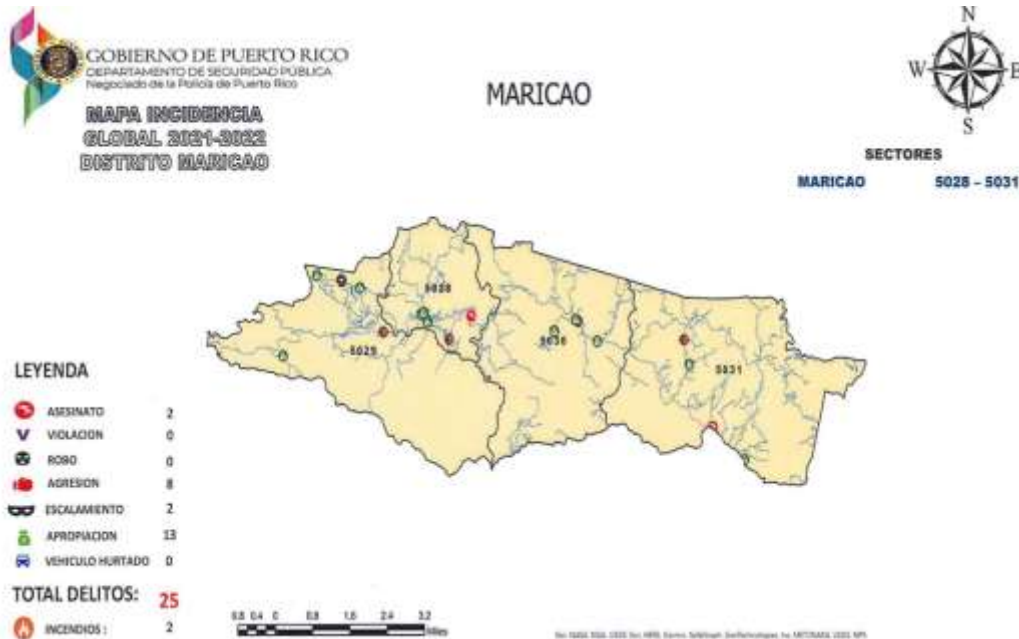 GOBIERNO DE PUERTO RICO
DEPARTAMENTO DE SEGURIDAD PÚBLICA
Negociado de la Policía de Puerto Rico
MAPA INCIDENCIA
GLOBAL 2021-2022
DISTRITO MARICAO
MARICAO
N
W E
S
SECTORES
MARICAO 5028 – 5031
5028
5029
5030
5031
LEYENDA
ASESINATO 2
VIOLACION 0
ROBO 0
AGRESION 8
ESCALAMIENTO 2
APROPIACION 13
VEHICULO HURTADO 0
TOTAL DELITOS: 25
INCENDIOS : 2
0.8 0.4 0 0.8 1.6 2.4 3.2
Miles